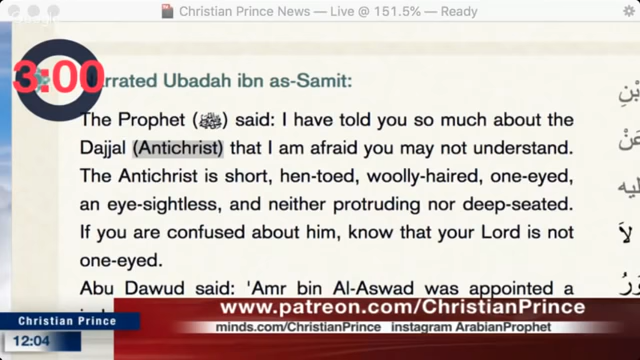 Christian Prince News — Live @ 151.5% — Ready
3:00
Narrated Ubadah ibn as-Samit:
The Prophet (ﷺ) said: I have told you so much about the
Dajjal (Antichrist) that I am afraid you may not understand.
The Antichrist is short, hen-toed, woolly-haired, one-eyed,
an eye-sightless, and neither protruding nor deep-seated.
If you are confused about him, know that your Lord is not
one-eyed.
Abu Dawud said: 'Amr bin Al-Aswad was appointed a
www.patreon.com/ChristianPrince
Christian Prince
minds.com/ChristianPrince instagram ArabianProphet
12:04